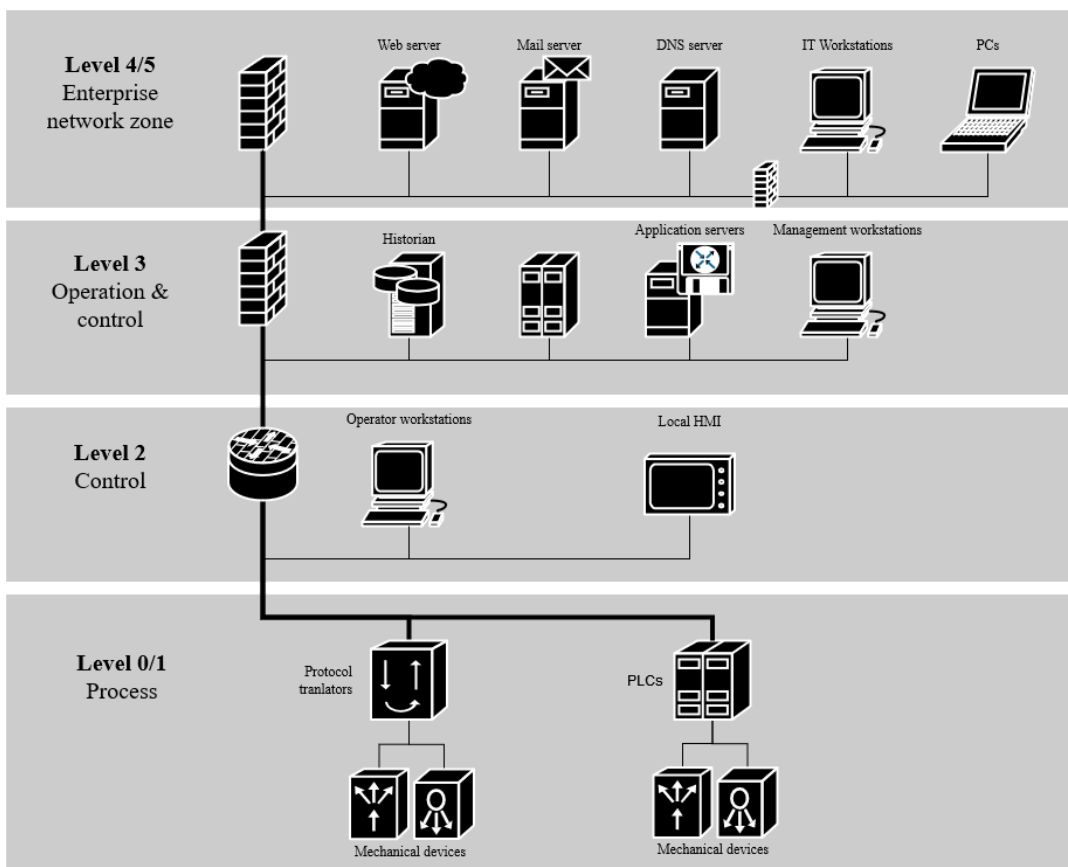 Level 4/5
Enterprise
network zone
Web server
Mail server
DNS server
IT Workstations
PCs
Level 3
Operation &
control
Historian
Application servers
Management workstations
Level 2
Control
Operator workstations
Local HMI
Level 0/1
Process
Protocol
tranlators
PLCs
Mechanical devices
Mechanical devices